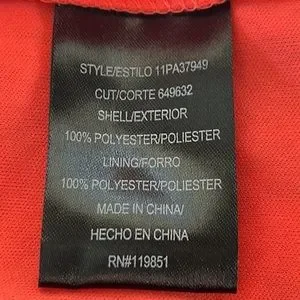 STYLE/ESTILO 11PA37949
CUT/CORTE 649632
SHELL/EXTERIOR
100% POLYESTER/POLIESTER
LINING/FORRO
100% POLYESTER/POLIESTER
MADE IN CHINA/
HECHO EN CHINA
RN#119851